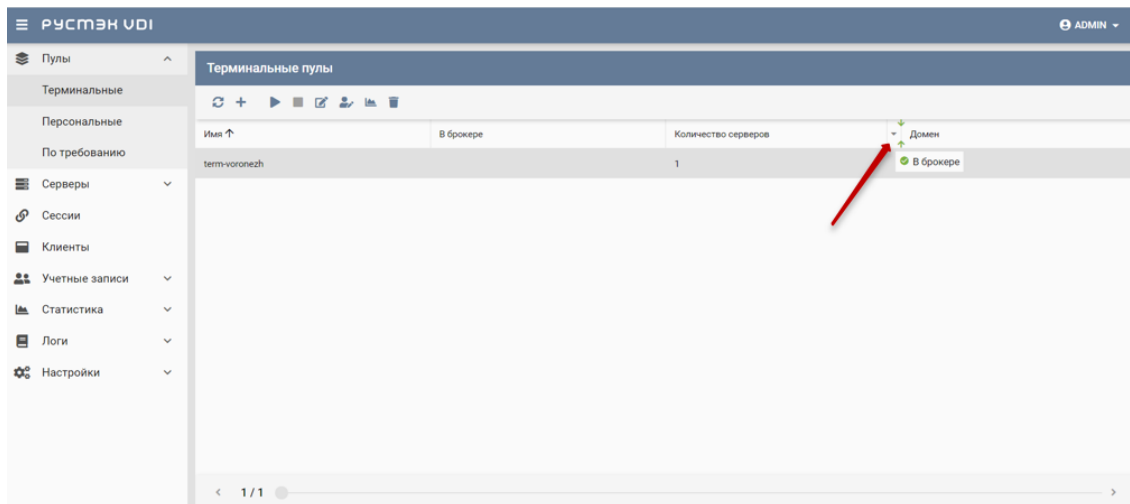 РУСТЭК VDI
ADMIN
Пулы
Терминальные
Персональные
По требованию
Серверы
Сессии
Клиенты
Учетные записи
Статистика
Логи
Настройки
Терминальные пулы
Имя В брокере Количество серверов Домен
term-voronezh 1
В брокере
1 / 1